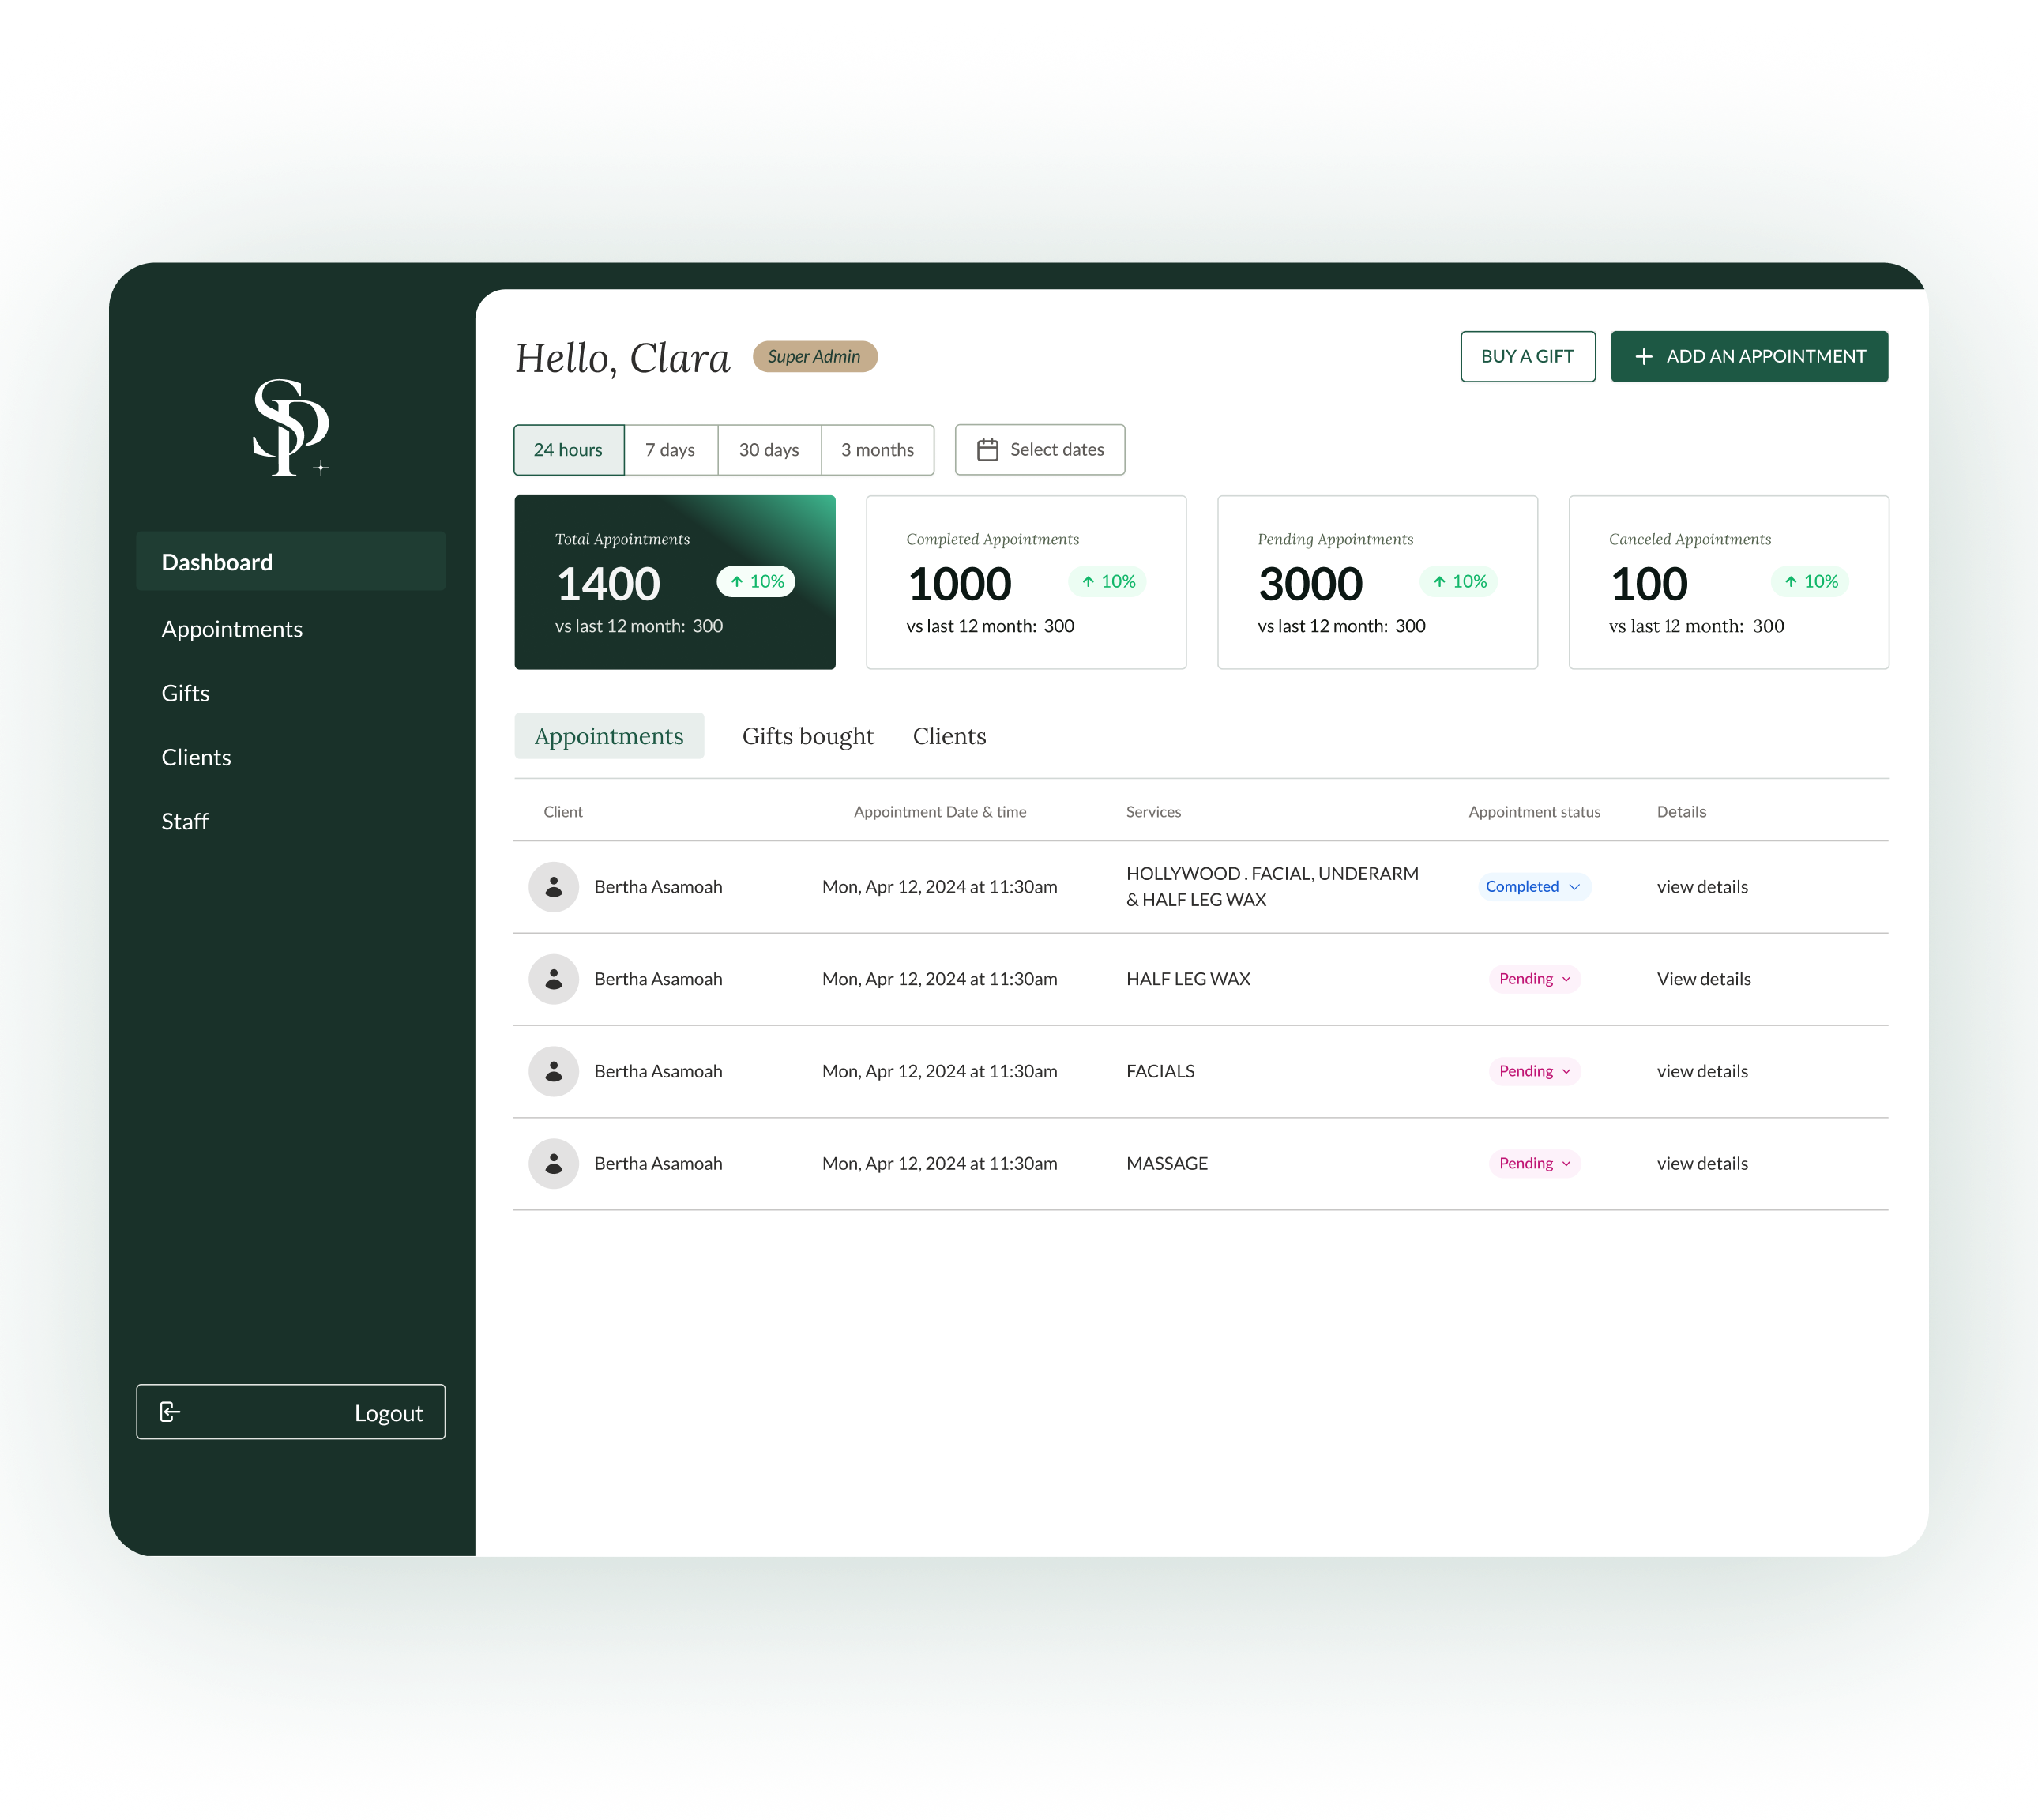 SP
Hello, Clara
Super Admin
BUY A GIFT
ADD AN APPOINTMENT
24 hours
7 days
30 days
3 months
Select dates
Dashboard
Appointments
Gifts
Clients
Staff
Logout
Total Appointments
1400
10%
vs last 12 month: 300
Completed Appointments
1000
10%
vs last 12 month: 300
Pending Appointments
3000
10%
vs last 12 month: 300
Canceled Appointments
100
10%
vs last 12 month: 300
Appointments
Gifts bought
Clients
Client
Appointment Date & time
Services
Appointment status
Details
Bertha Asamoah
Mon, Apr 12, 2024 at 11:30am
HOLLYWOOD . FACIAL, UNDERARM
& HALF LEG WAX
Completed
view details
Bertha Asamoah
Mon, Apr 12, 2024 at 11:30am
HALF LEG WAX
Pending
View details
Bertha Asamoah
Mon, Apr 12, 2024 at 11:30am
FACIALS
Pending
view details
Bertha Asamoah
Mon, Apr 12, 2024 at 11:30am
MASSAGE
Pending
view details